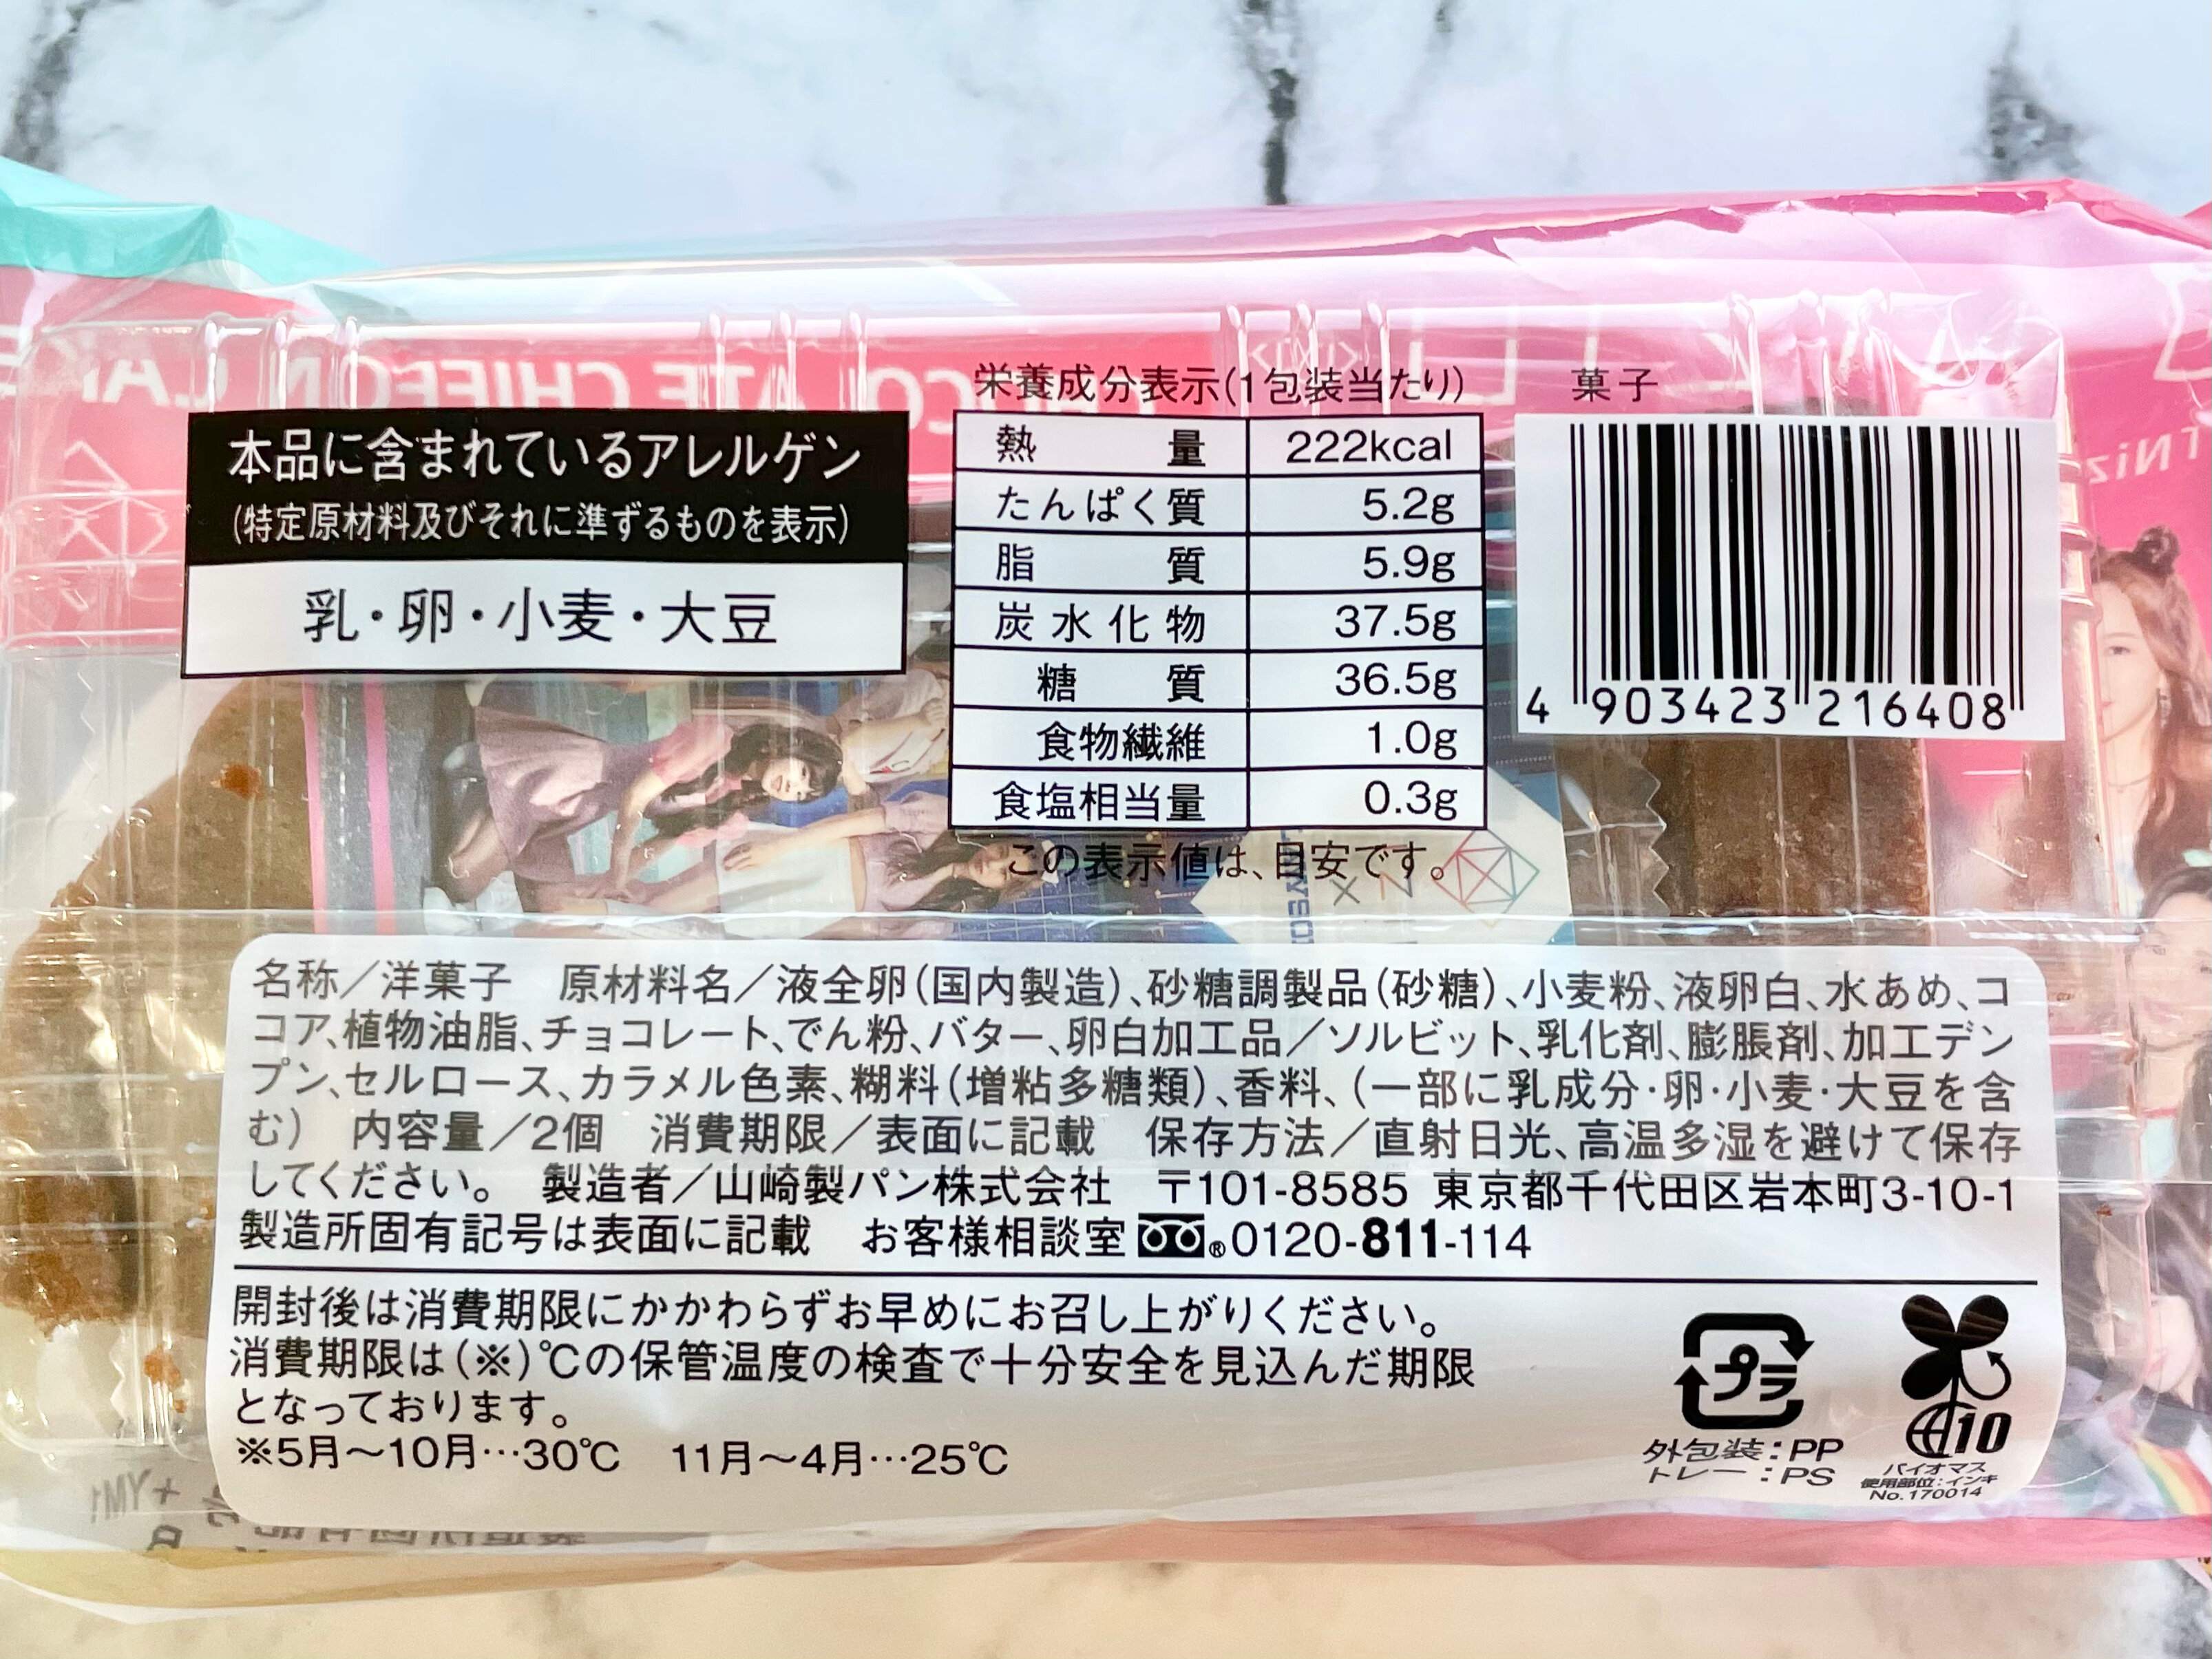 本品に含まれているアレルゲン
(特定原材料及びそれに準ずるものを表示)
乳・卵・小麦・大豆
栄養成分表示(1包装当たり)
熱量 222kcal
たんぱく質 5.2g
脂質 5.9g
炭水化物 37.5g
糖質 36.5g
食物繊維 1.0g
食塩相当量 0.3g
この表示値は、目安です。
菓子
4 903423 216408
名称／洋菓子 原材料名／液全卵(国内製造)、砂糖調製品(砂糖)、小麦粉、液卵白、水あめ、コ
コア、植物油脂、チョコレート、でん粉、バター、卵白加工品／ソルビット、乳化剤、膨脹剤、加工デン
プン、セルロース、カラメル色素、糊料(増粘多糖類)、香料、(一部に乳成分・卵・小麦・大豆を含
む) 内容量／2個 消費期限／表面に記載 保存方法／直射日光、高温多湿を避けて保存
してください。 製造者／山崎製パン株式会社 〒101-8585 東京都千代田区岩本町3-10-1
製造所固有記号は表面に記載 お客様相談室 ®0120-811-114
開封後は消費期限にかかわらずお早めにお召し上がりください。
消費期限は(※)℃の保管温度の検査で十分安全を見込んだ期限
となっております。
※5月～10月…30℃ 11月～4月…25℃
プラ
外包装：PP
トレー：PS
10
バイオマス
使用部位：インキ
No.170014
CHOCOLATE CHIFFON CAKE